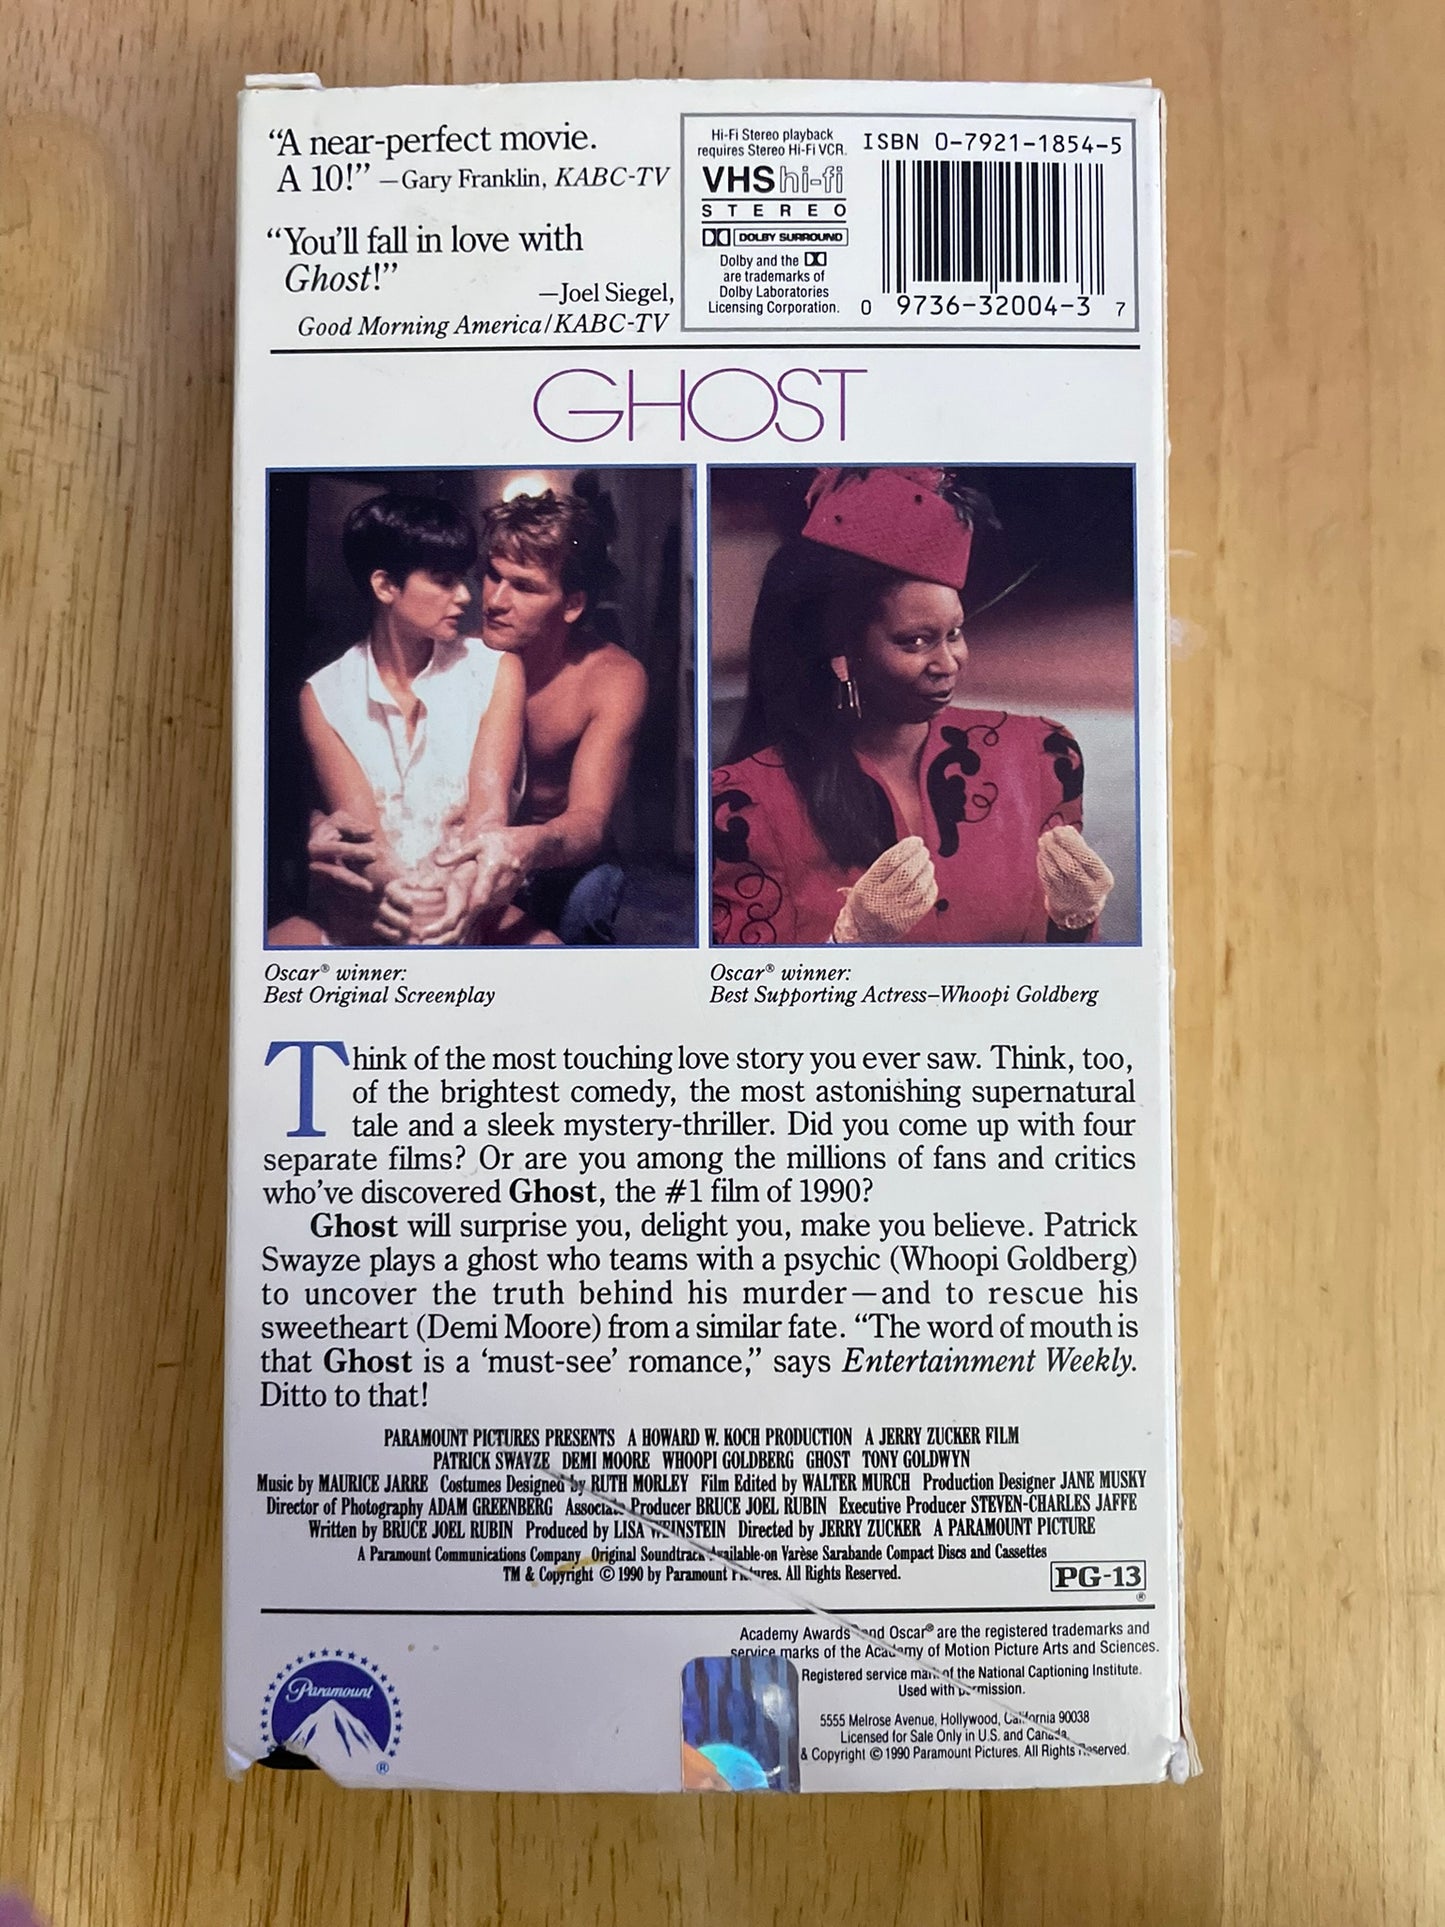 “A near-perfect movie.
A 10!” —Gary Franklin, KABC-TV
“You’ll fall in love with
Ghost!”
—Joel Siegel,
Good Morning America/KABC-TV
Hi-Fi Stereo playback
requires Stereo Hi-Fi VCR.
VHS hi-fi
STEREO
DOLBY SURROUND
Dolby and the
are trademarks of
Dolby Laboratories
Licensing Corporation.
ISBN 0-7921-1854-5
0 9736-32004-3 7
GHOST
Oscar® winner:
Best Original Screenplay
Oscar® winner:
Best Supporting Actress–Whoopi Goldberg
Think of the most touching love story you ever saw. Think, too,
of the brightest comedy, the most astonishing supernatural
tale and a sleek mystery-thriller. Did you come up with four
separate films? Or are you among the millions of fans and critics
who’ve discovered Ghost, the #1 film of 1990?
Ghost will surprise you, delight you, make you believe. Patrick
Swayze plays a ghost who teams with a psychic (Whoopi Goldberg)
to uncover the truth behind his murder—and to rescue his
sweetheart (Demi Moore) from a similar fate. “The word of mouth is
that Ghost is a ‘must-see’ romance,” says Entertainment Weekly.
Ditto to that!
PARAMOUNT PICTURES PRESENTS A HOWARD W. KOCH PRODUCTION A JERRY ZUCKER FILM
PATRICK SWAYZE DEMI MOORE WHOOPI GOLDBERG GHOST TONY GOLDWYN
Music by MAURICE JARRE Costumes Designed by RUTH MORLEY Film Edited by WALTER MURCH Production Designer JANE MUSKY
Director of Photography ADAM GREENBERG Associate Producer BRUCE JOEL RUBIN Executive Producer STEVEN-CHARLES JAFFE
Written by BRUCE JOEL RUBIN Produced by LISA WEINSTEIN Directed by JERRY ZUCKER A PARAMOUNT PICTURE
A Paramount Communications Company Original Soundtrack Available on Varèse Sarabande Compact Discs and Cassettes
TM & Copyright © 1990 by Paramount Pictures. All Rights Reserved.
PG-13
®
Academy Awards® and Oscar® are the registered trademarks and
service marks of the Academy of Motion Picture Arts and Sciences.
Registered service mark of the National Captioning Institute.
Used with permission.
5555 Melrose Avenue, Hollywood, California 90038
Licensed for Sale Only in U.S. and Canada
& Copyright © 1990 Paramount Pictures. All Rights Reserved.
Paramount
®